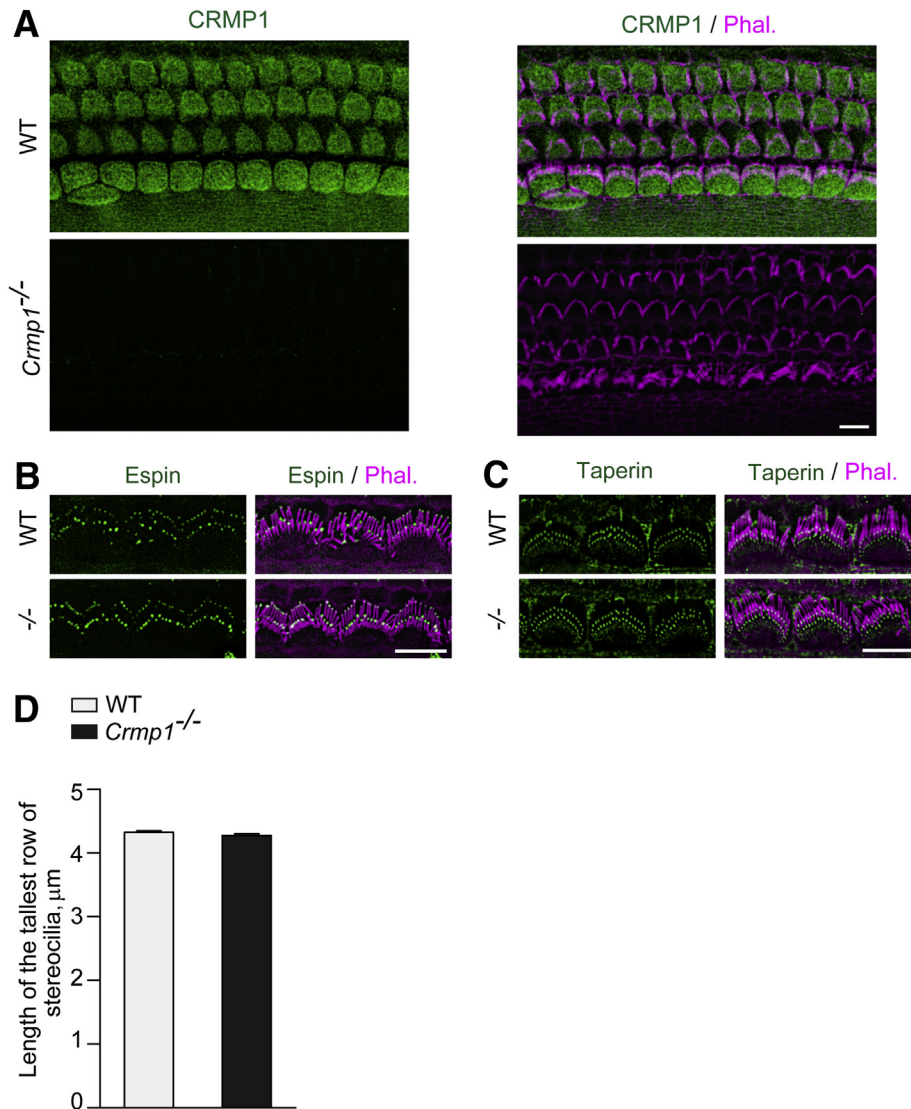 A
CRMP1
CRMP1 / Phal.
WT
Crmp1-/-
B
Espin
Espin / Phal.
WT
-/-
C
Taperin
Taperin / Phal.
WT
-/-
D
WT
Crmp1-/-
Length of the tallest row of
stereocilia, μm
5
4
3
2
1
0